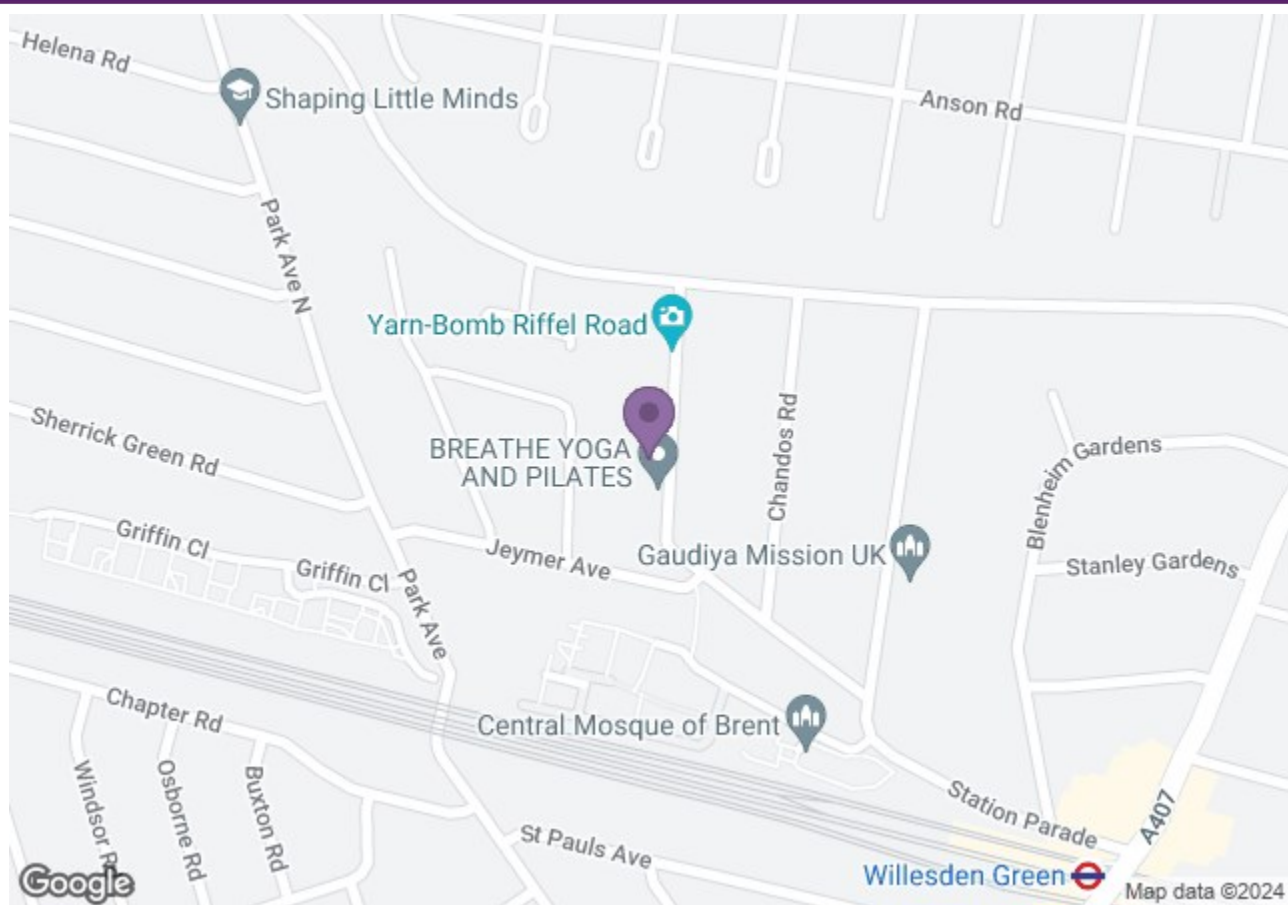 Helena Rd
Shaping Little Minds
Anson Rd
Park Ave N
Yarn-Bomb Riffel Road
Sherrick Green Rd
BREATHE YOGA
AND PILATES
Chandos Rd
Blenheim Gardens
Griffin Cl
Griffin Cl
Jeymer Ave
Gaudiya Mission UK
Stanley Gardens
Park Ave
Chapter Rd
Central Mosque of Brent
Windsor Rd
Osborne Rd
Buxton Rd
Station Parade
A407
St Pauls Ave
Willesden Green
Google
Map data ©2024